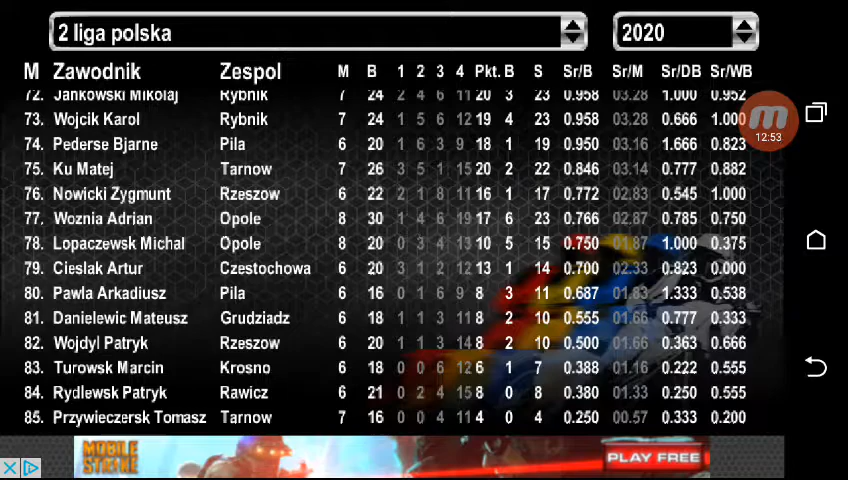 2 liga polska 2020
M Zawodnik Zespol M B 1 2 3 4 Pkt. B S Sr/B Sr/M Sr/DB Sr/WB
72. Jankowski Mikolaj Rybnik 7 24 2 4 6 11 20 3 23 0.958 03.28 1.000 0.952
73. Wojcik Karol Rybnik 7 24 1 5 6 12 19 4 23 0.958 03.28 0.666 1.000
74. Pederse Bjarne Pila 6 20 1 6 3 9 18 1 19 0.950 03.16 1.666 0.823
75. Ku Matej Tarnow 7 26 3 5 1 15 20 2 22 0.846 03.14 0.777 0.882
76. Nowicki Zygmunt Rzeszow 6 22 2 1 8 11 16 1 17 0.772 02.83 0.545 1.000
77. Woznia Adrian Opole 8 30 1 4 6 19 17 6 23 0.766 02.87 0.785 0.750
78. Lopaczewsk Michal Opole 8 20 0 3 4 13 10 5 15 0.750 01.87 1.000 0.375
79. Cieslak Artur Czestochowa 6 20 3 1 2 12 13 1 14 0.700 02.33 0.823 0.000
80. Pawla Arkadiusz Pila 6 16 0 1 6 9 8 3 11 0.687 01.83 1.333 0.538
81. Danielewic Mateusz Grudziadz 6 18 1 1 3 11 8 2 10 0.555 01.66 0.777 0.333
82. Wojdyl Patryk Rzeszow 6 20 1 1 3 14 8 2 10 0.500 01.66 0.363 0.666
83. Turowsk Marcin Krosno 6 18 0 0 6 12 6 1 7 0.388 01.16 0.222 0.555
84. Rydlewsk Patryk Rawicz 6 21 0 2 4 15 8 0 8 0.380 01.33 0.250 0.555
85. Przywieczersk Tomasz Tarnow 7 16 0 0 4 11 4 0 4 0.250 00.57 0.333 0.200
12:53
MOBILE STRIKE PLAY FREE